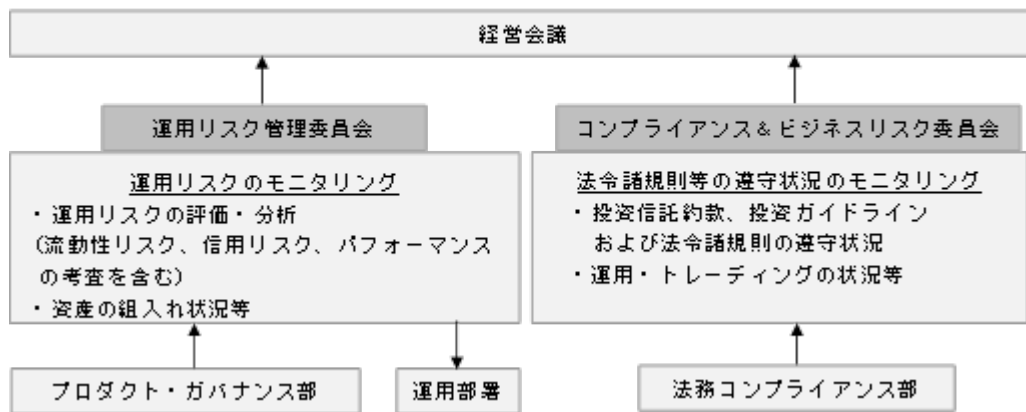 経営会議
運用リスク管理委員会
運用リスクのモニタリング
・運用リスクの評価・分析
(流動性リスク、信用リスク、パフォーマンス
の考査を含む)
・資産の組入れ状況等
コンプライアンス&ビジネスリスク委員会
法令諸規則等の遵守状況のモニタリング
・投資信託約款、投資ガイドライン
および法令諸規則の遵守状況
・運用・トレーディングの状況等
プロダクト・ガバナンス部
運用部署
法務コンプライアンス部